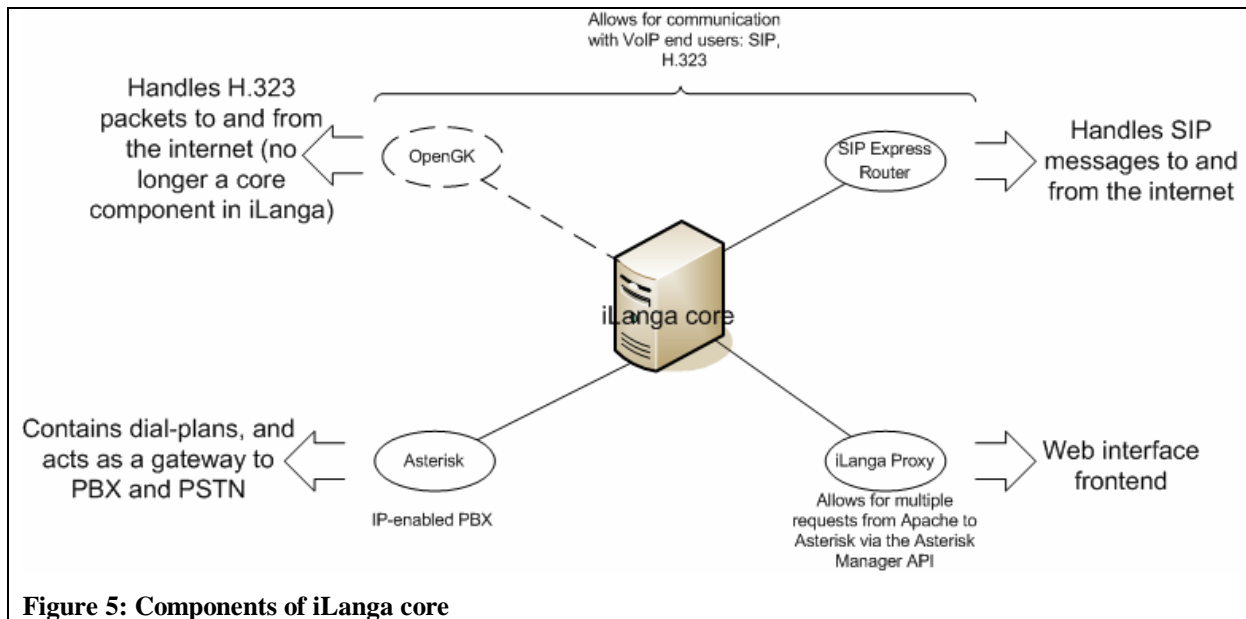 Allows for communication
with VoIP end users: SIP,
H.323
Handles H.323
packets to and from
the internet (no
longer a core
component in iLanga)
OpenGK
SIP Express
Router
Handles SIP
messages to and
from the internet
iLanga core
Contains dial-plans, and
acts as a gateway to
PBX and PSTN
Asterisk
IP-enabled PBX
iLanga Proxy
Allows for multiple
requests from Apache to
Asterisk via the Asterisk
Manager API
Web interface
frontend
Figure 5: Components of iLanga core